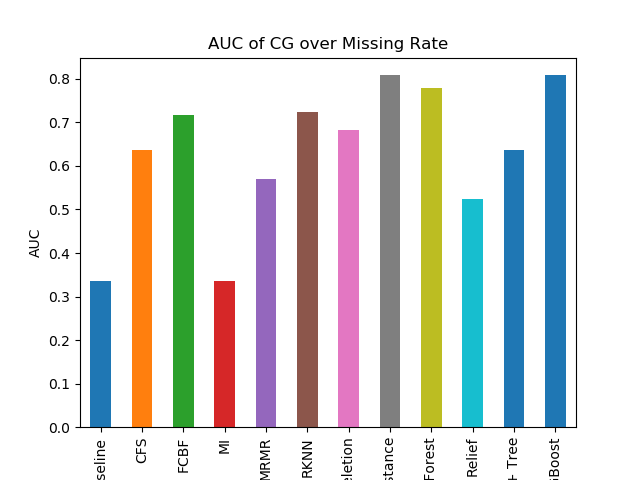 AUC of CG over Missing Rate
AUC
0.8
0.7
0.6
0.5
0.4
0.3
0.2
0.1
0.0
seline
CFS
FCBF
MI
MRMR
RKNN
eletion
stance
Forest
Relief
+ Tree
Boost